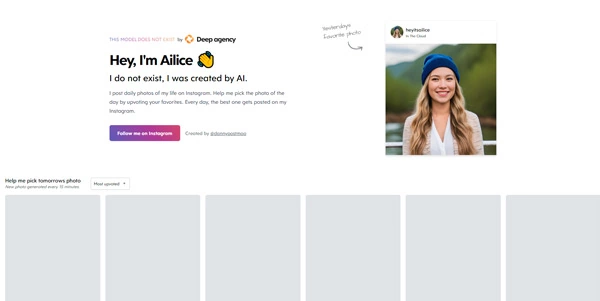 THIS MODEL DOES NOT EXIST by Deep agency
Hey, I'm Ailice
I do not exist, I was created by AI.
I post daily photos of my life on Instagram. Help me pick the photo of the
day by upvoting your favorites. Every day, the best one gets posted on my
Instagram.
Follow me on Instagram
Created by
Yesterdays
Favorite photo
heyitsailice
In The Cloud
Help me pick tomorrows photo
New photo generated every 15 minutes
Most upvoted